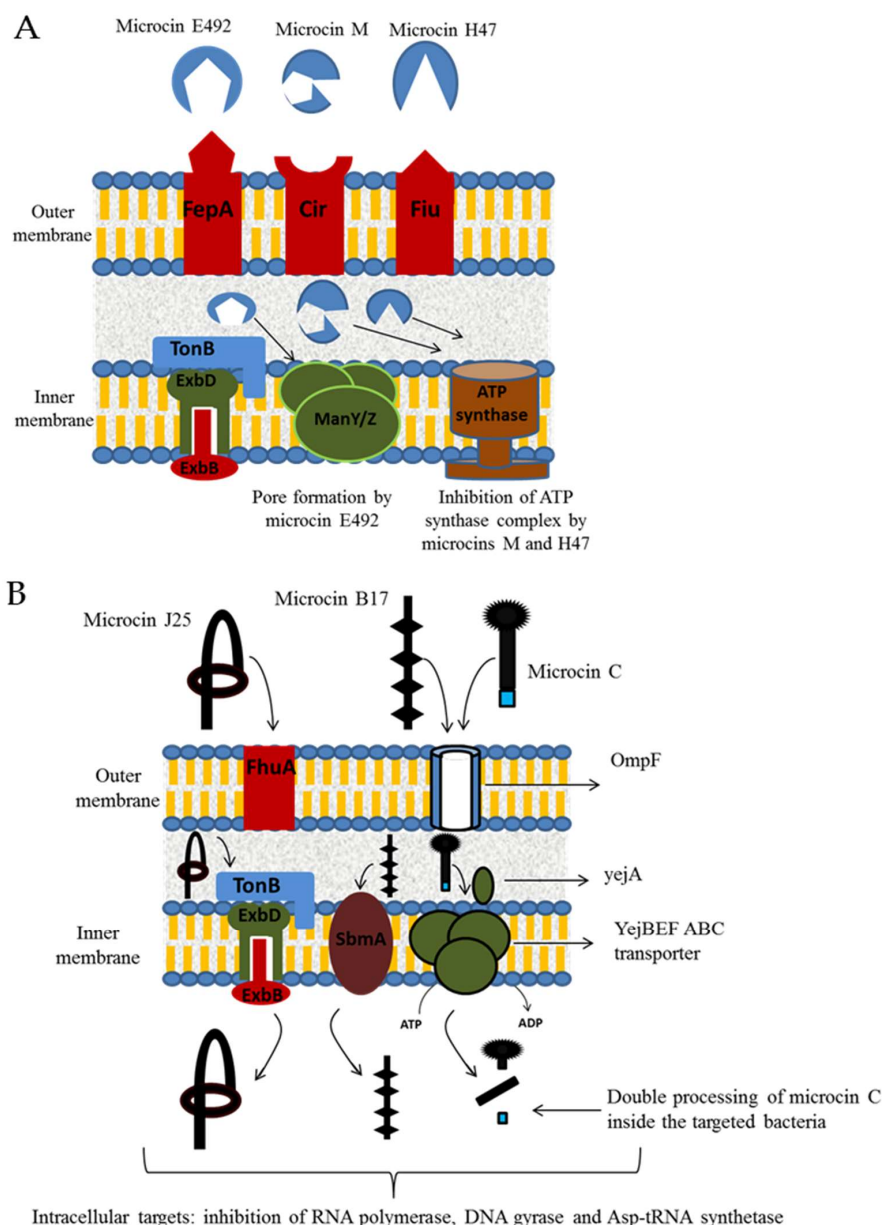 A
Microcin E492
Microcin M
Microcin H47
FepA
Cir
Fiu
Outer
membrane
TonB
ExbD
ExbB
Inner
membrane
ManY/Z
ATP
synthase
Pore formation by
microcin E492
Inhibition of ATP
synthase complex by
microcins M and H47
B
Microcin J25
Microcin B17
Microcin C
FhuA
OmpF
Outer
membrane
yejA
TonB
ExbD
ExbB
SbmA
YejBEF ABC
transporter
Inner
membrane
ATP
ADP
Double processing of microcin C
inside the targeted bacteria
Intracellular targets: inhibition of RNA polymerase, DNA gyrase and Asp-tRNA synthetase